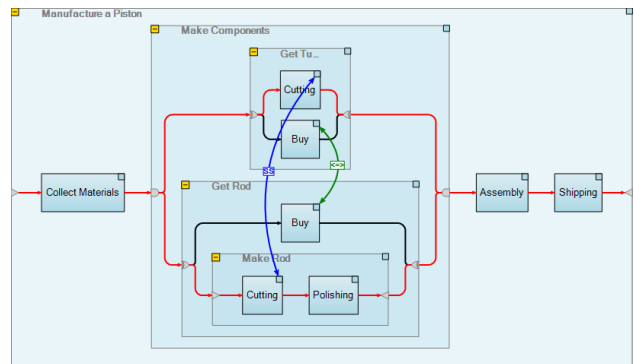 Manufacture a Piston
Make Components
Get Tu...
Cutting
Buy
<=>
Collect Materials
Get Rod
Assembly
Shipping
Buy
Make Rod
Cutting
Polishing